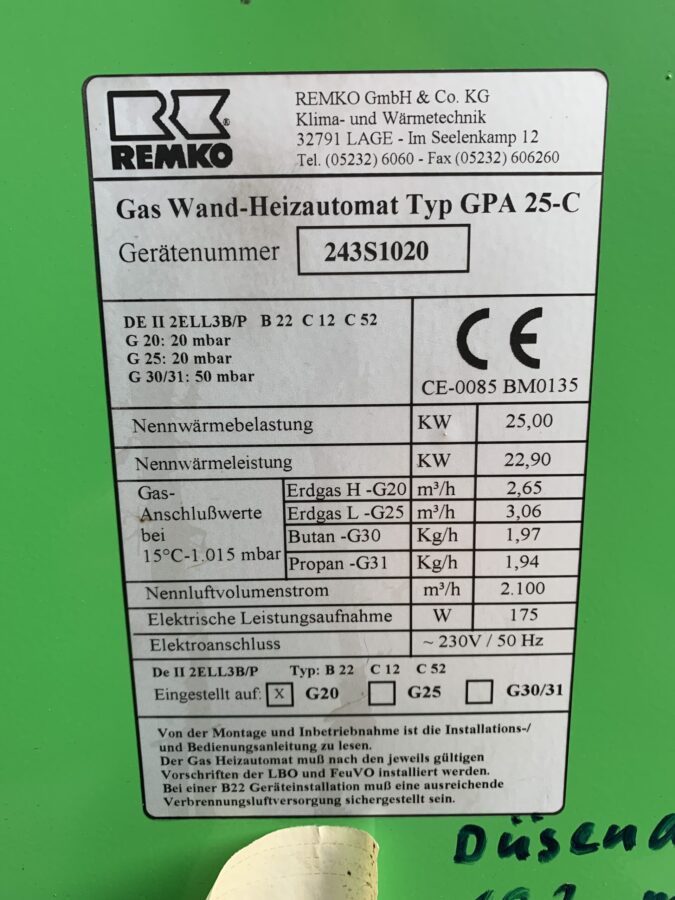 REMKO
REMKO GmbH & Co. KG
Klima- und Wärmetechnik
32791 LAGE - Im Seelenkamp 12
Tel. (05232) 6060 - Fax (05232) 606260
Gas Wand-Heizautomat Typ GPA 25-C
Gerätenummer 243S1020
DE II 2ELL3B/P B 22 C 12 C 52
G 20: 20 mbar
G 25: 20 mbar
G 30/31: 50 mbar
CE
CE-0085 BM0135
Nennwärmebelastung KW 25,00
Nennwärmeleistung KW 22,90
Gas-
Anschlußwerte
bei
15°C-1.015 mbar
Erdgas H -G20 m³/h 2,65
Erdgas L -G25 m³/h 3,06
Butan -G30 Kg/h 1,97
Propan -G31 Kg/h 1,94
Nennluftvolumenstrom m³/h 2.100
Elektrische Leistungsaufnahme W 175
Elektroanschluss ~ 230V / 50 Hz
De II 2ELL3B/P Typ: B 22 C 12 C 52
Eingestellt auf: X G20 G25 G30/31
Von der Montage und Inbetriebnahme ist die Installations-/
und Bedienungsanleitung zu lesen.
Der Gas Heizautomat muß nach den jeweils gültigen
Vorschriften der LBO und FeuVO installiert werden.
Bei einer B22 Geräteinstallation muß eine ausreichende
Verbrennungsluftversorgung sichergestellt sein.